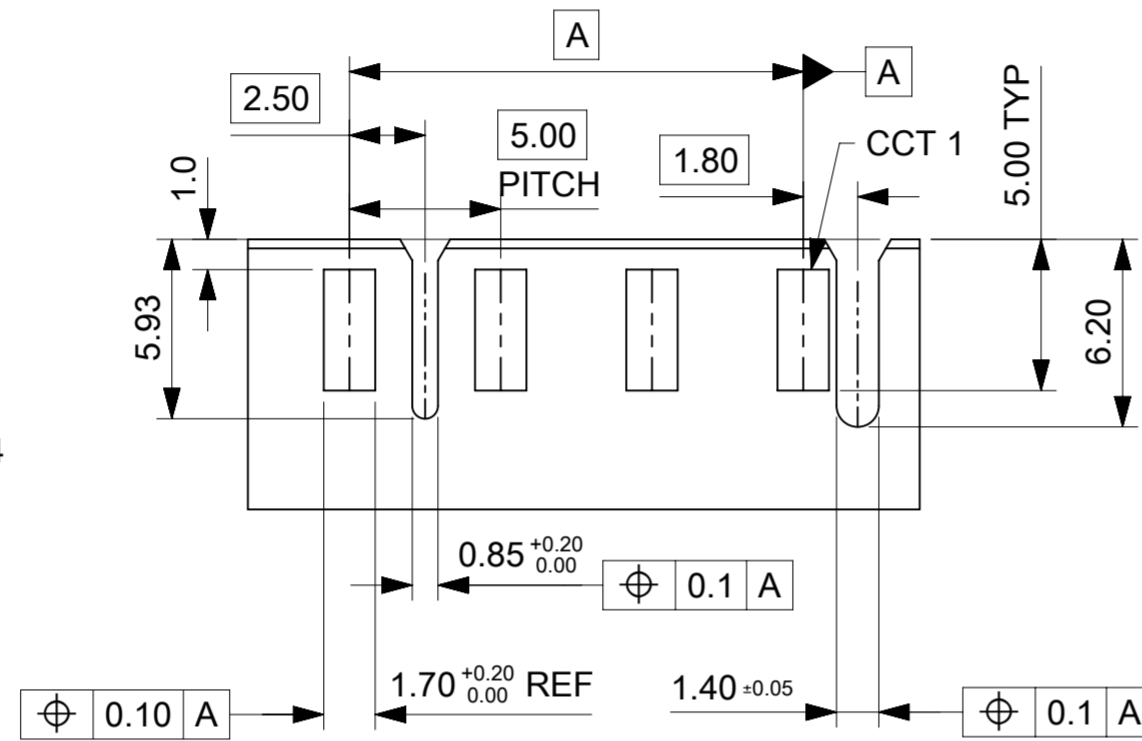 A
A
2.50
5.00
PITCH
1.80
CCT 1
5.00 TYP
1.0
5.93
6.20
0.85 +0.20 0.00
⌖ 0.1 A
1.70 +0.20 0.00 REF
1.40 ±0.05
⌖ 0.10 A
⌖ 0.1 A